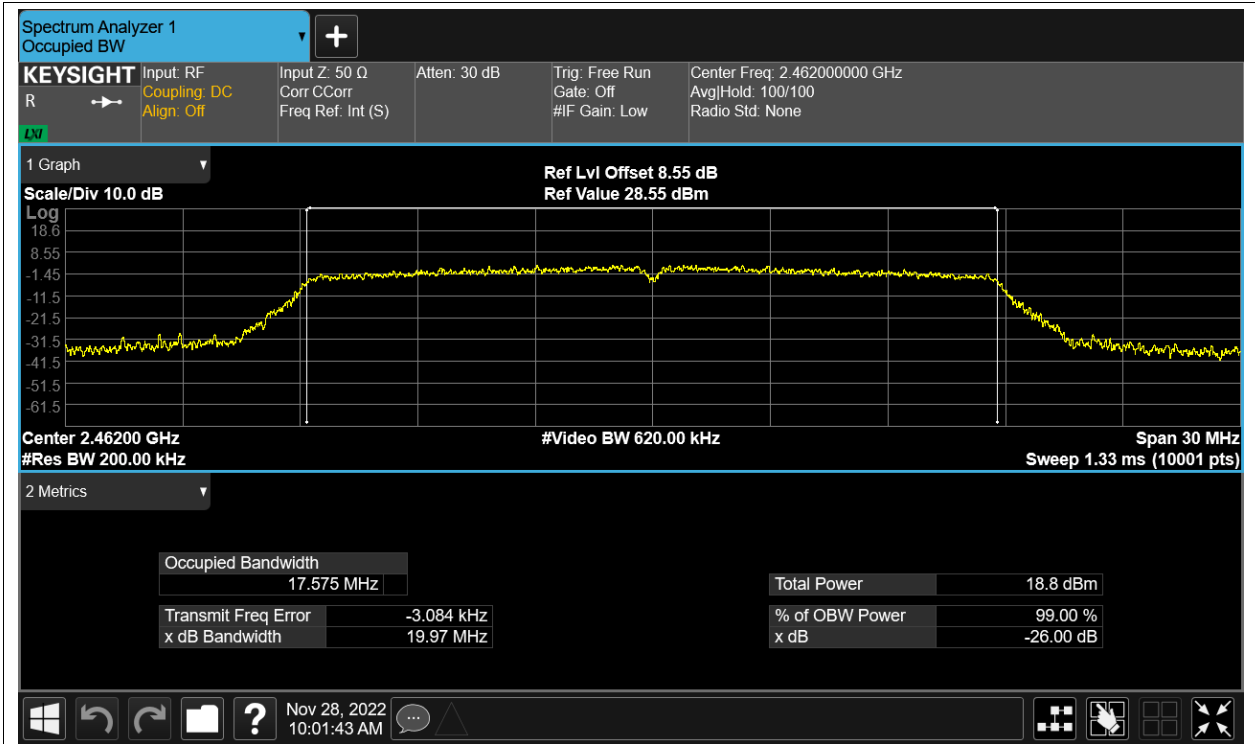 Spectrum Analyzer 1
Occupied BW
KEYSIGHT
R
LXI
Input: RF
Coupling: DC
Align: Off
Input Z: 50 Ω
Corr CCorr
Freq Ref: Int (S)
Atten: 30 dB
Trig: Free Run
Gate: Off
#IF Gain: Low
Center Freq: 2.462000000 GHz
Avg|Hold: 100/100
Radio Std: None
1 Graph
Scale/Div 10.0 dB
Ref Lvl Offset 8.55 dB
Ref Value 28.55 dBm
Log
18.6
8.55
-1.45
-11.5
-21.5
-31.5
-41.5
-51.5
-61.5
Center 2.46200 GHz
#Video BW 620.00 kHz
Span 30 MHz
#Res BW 200.00 kHz
Sweep 1.33 ms (10001 pts)
2 Metrics
Occupied Bandwidth
17.575 MHz
Total Power 18.8 dBm
Transmit Freq Error -3.084 kHz
% of OBW Power 99.00 %
x dB Bandwidth 19.97 MHz
x dB -26.00 dB
?
Nov 28, 2022
10:01:43 AM